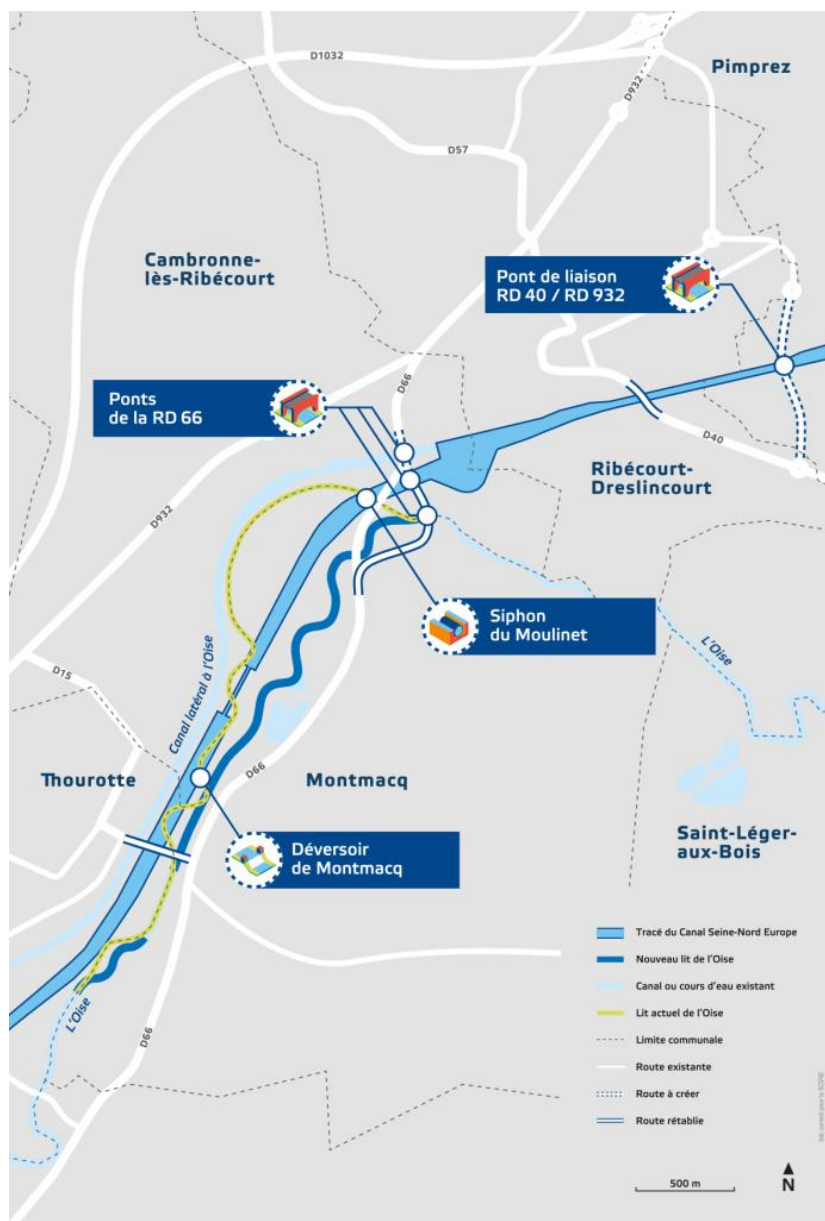 D1032
Pimprez
D932
D57
Cambronne-
lès-Ribécourt
Pont de liaison
RD 40 / RD 932
D66
Ponts
de la RD 66
D40
Ribécourt-
Dreslincourt
D932
Siphon
du Moulinet
L'Oise
D15
Canal latéral à l'Oise
Thourotte
D66
Montmacq
Saint-Léger-
aux-Bois
Déversoir
de Montmacq
L'Oise
D66
Tracé du Canal Seine-Nord Europe
Nouveau lit de l'Oise
Canal ou cours d'eau existant
Lit actuel de l'Oise
Limite communale
Route existante
Route à créer
Route rétablie
500 m
N